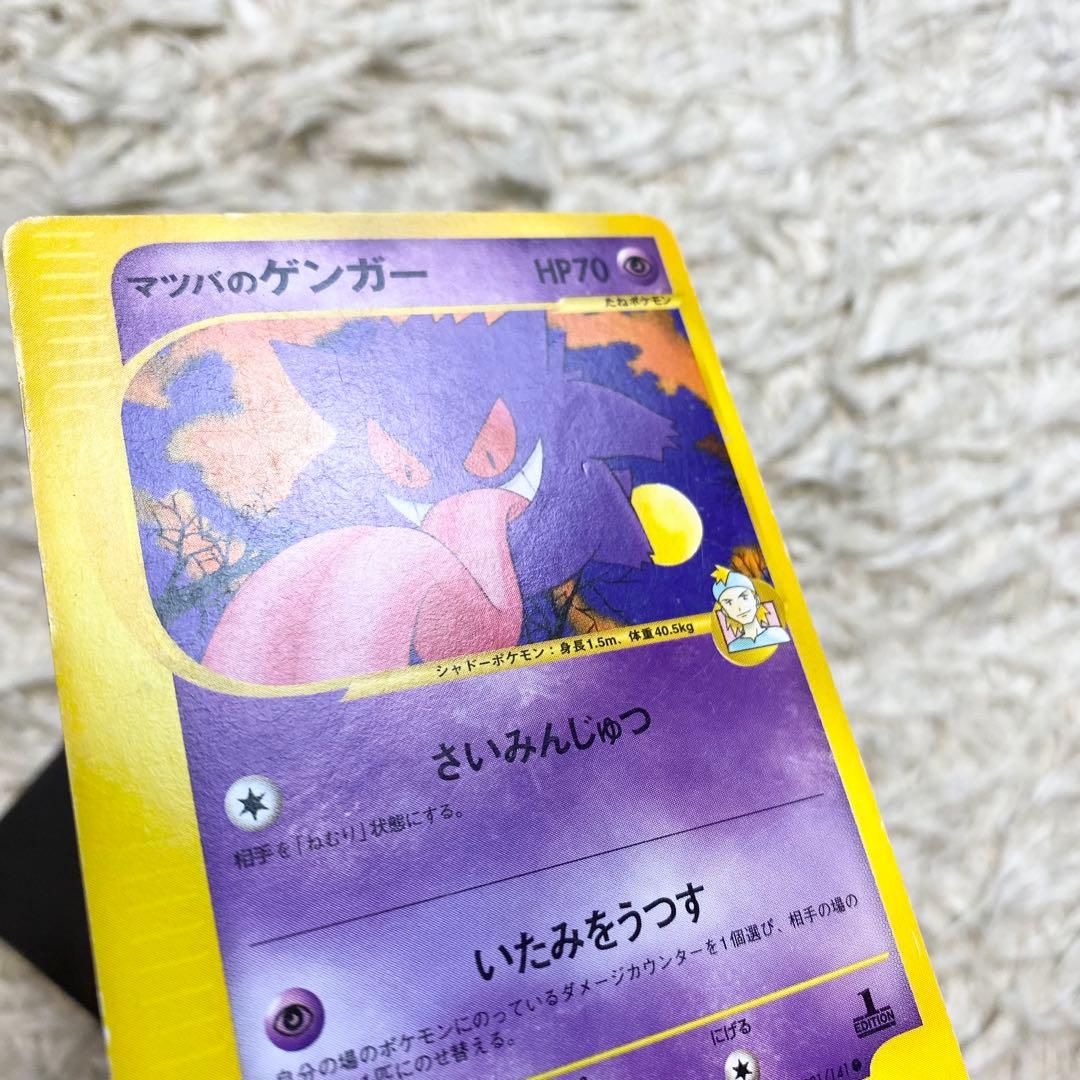 マツバのゲンガー HP70
たねポケモン
シャドーポケモン：身長1.5m、体重40.5kg
さいみんじゅつ
相手を「ねむり」状態にする。
いたみをうつす
自分の場のポケモンにのっているダメージカウンターを1個選び、相手の場の
匹にのせ替える。
1
EDITION
にげる
/141